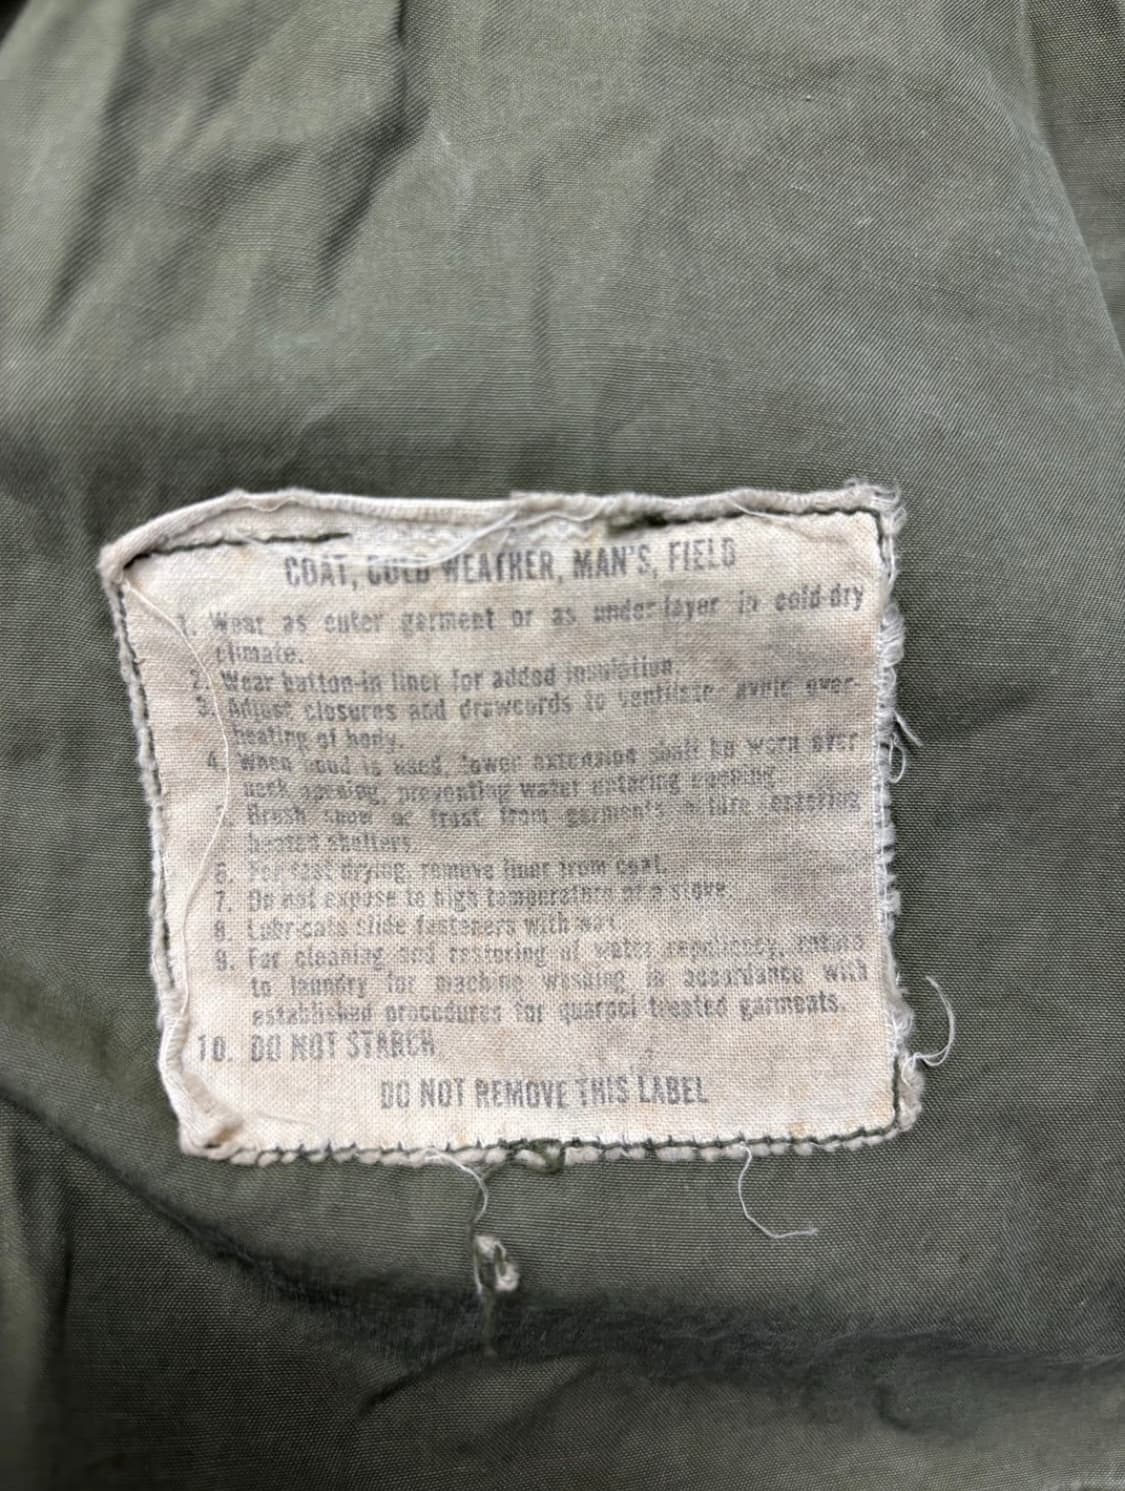 COAT, COLD WEATHER, MAN'S, FIELD
1. Wear as outer garment or as under-layer in cold-dry
climate.
2. Wear button-in liner for added insulation.
3. Adjust closures and drawcords to ventilate avoid over-
heating of body.
4. When hood is used, lower extension shall be worn over
neck opening, preventing water entering opening.
Brush snow or frost from garments before entering
heated shelters.
6. For fast drying, remove liner from coat.
7. Do not expose to high temperature of a stove.
8. Lubricate slide fasteners with wax.
9. For cleaning and restoring of water repellency, return
to laundry for machine washing in accordance with
established procedures for quarpel treated garments.
10. DO NOT STARCH
DO NOT REMOVE THIS LABEL